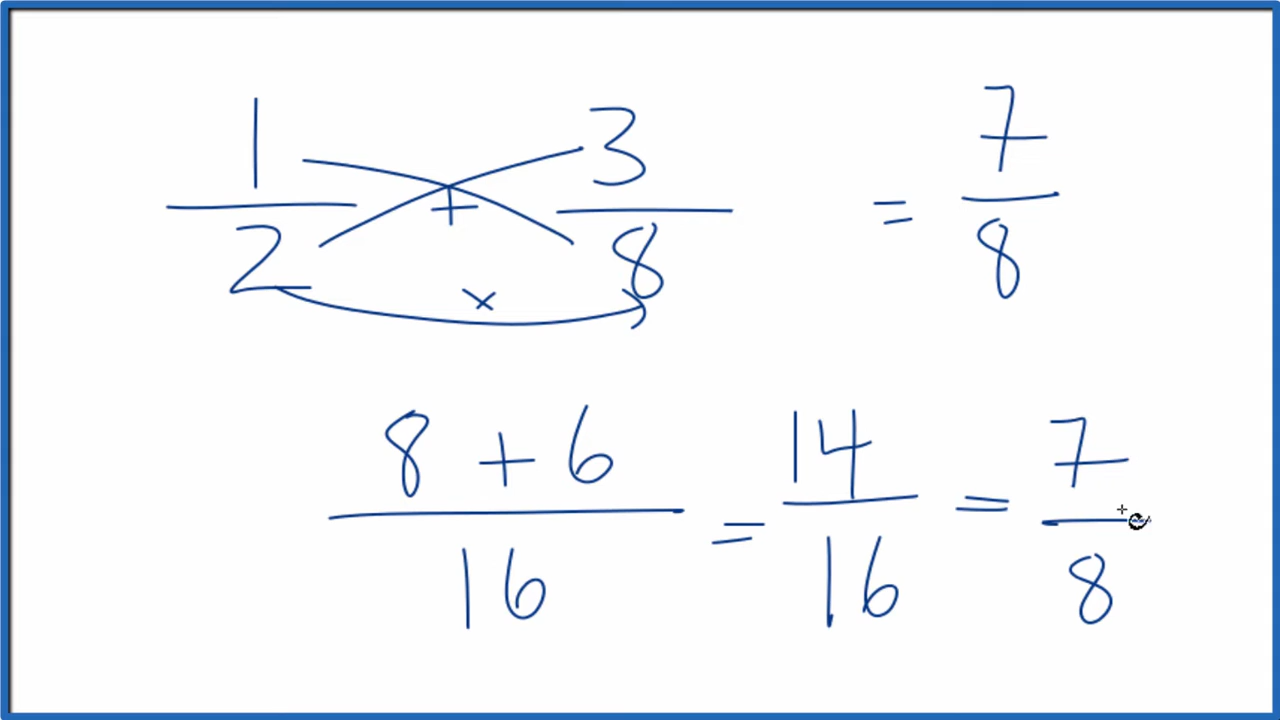 1/2 + 3/8 = 7/8
×
8 + 6/16 = 14/16 = 7/8